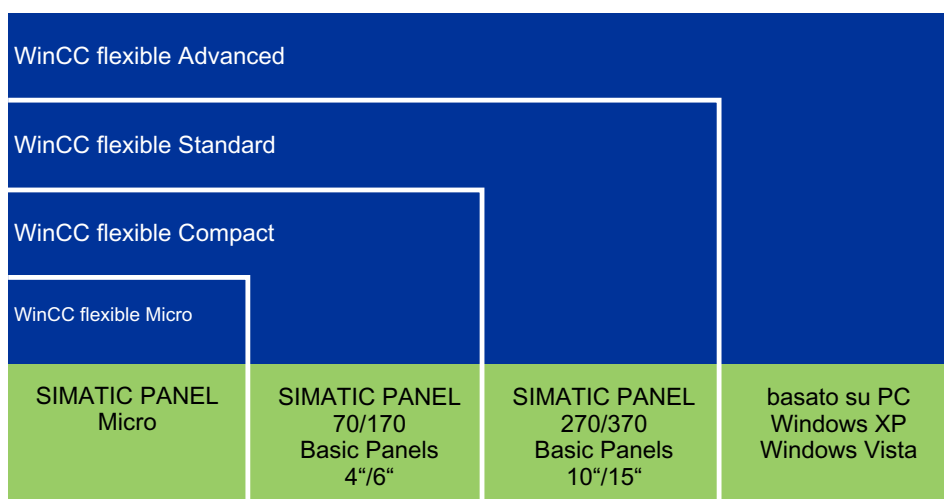 WinCC flexible Advanced
WinCC flexible Standard
WinCC flexible Compact
WinCC flexible Micro
SIMATIC PANEL
Micro
SIMATIC PANEL
70/170
Basic Panels
4“/6“
SIMATIC PANEL
270/370
Basic Panels
10“/15“
basato su PC
Windows XP
Windows Vista